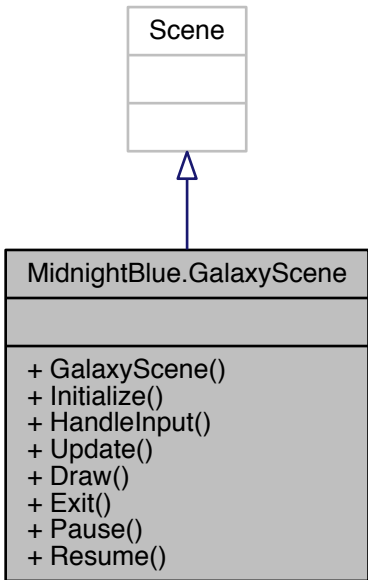 Scene
MidnightBlue.GalaxyScene
+ GalaxyScene()
+ Initialize()
+ HandleInput()
+ Update()
+ Draw()
+ Exit()
+ Pause()
+ Resume()